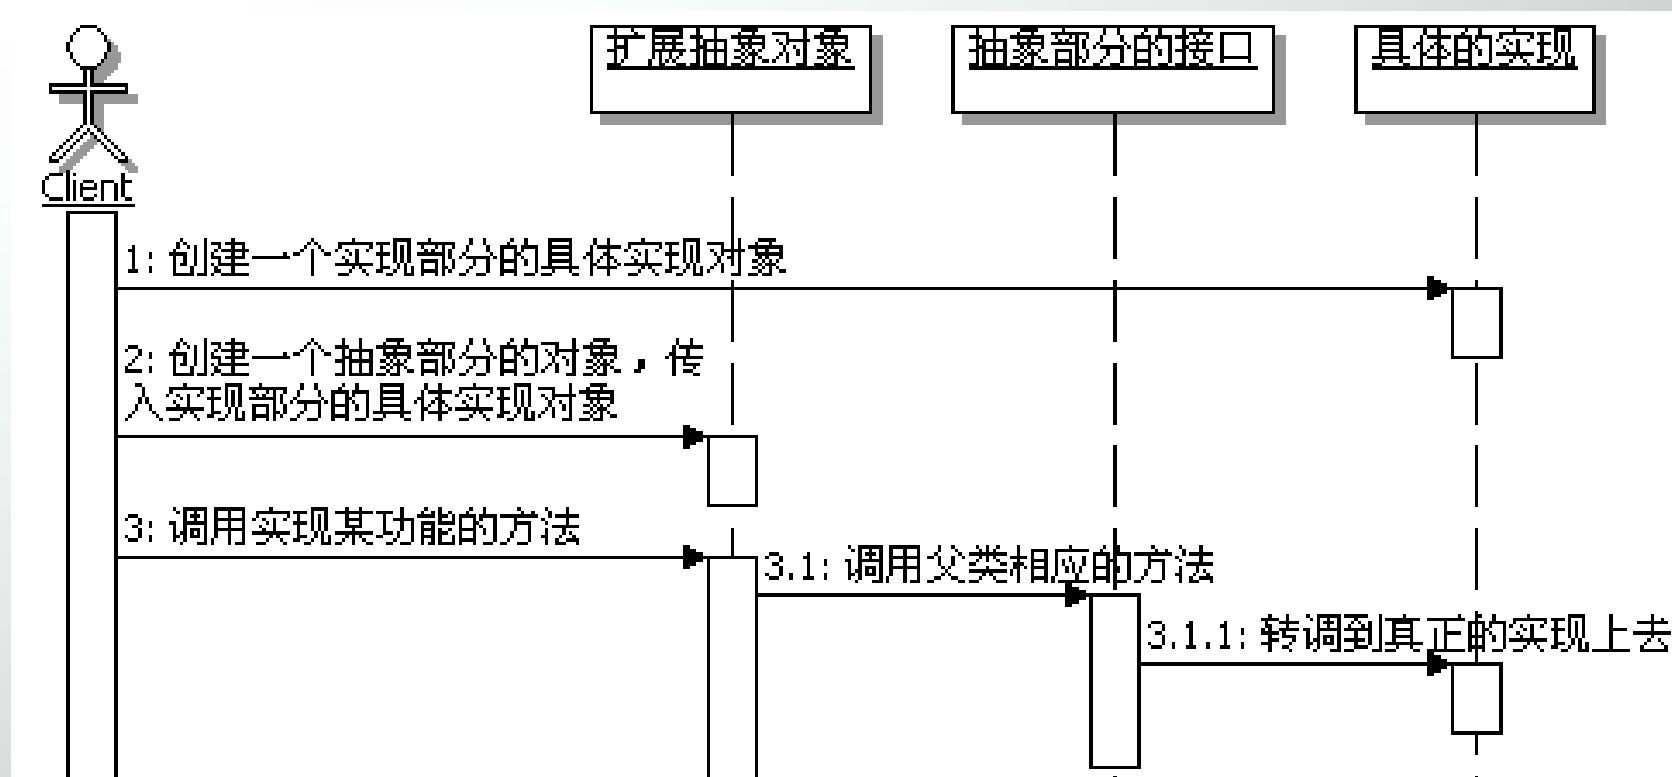 扩展抽象对象
抽象部分的接口
具体的实现
Client
1: 创建一个实现部分的具体实现对象
2: 创建一个抽象部分的对象，传
入实现部分的具体实现对象
3: 调用实现某功能的方法
3.1: 调用父类相应的方法
3.1.1: 转调到真正的实现上去